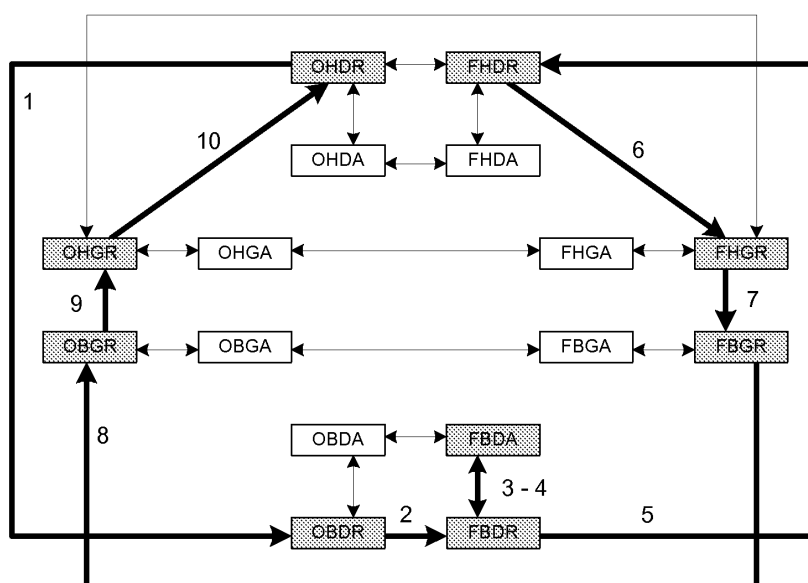 OHDR FHDR
1
10
OHDA FHDA
6
OHGR OHGA FHGA FHGR
9 7
OBGR OBGA FBGA FBGR
8
OBDA FBDA
3 - 4
2 5
OBDR FBDR